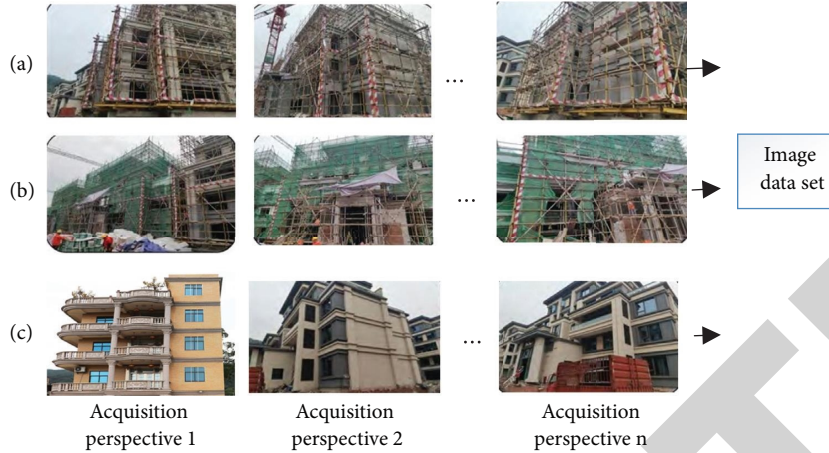 (a)
...
(b)
...
Image
data set
(c)
...
Acquisition
perspective 1
Acquisition
perspective 2
Acquisition
perspective n